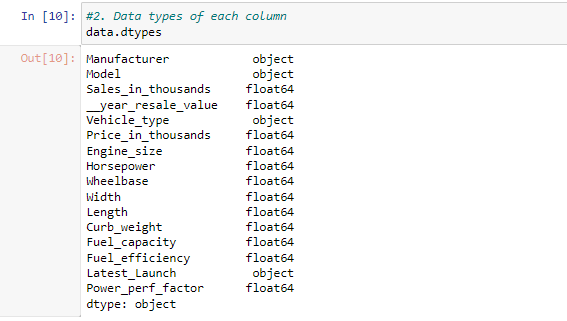 In [10]: #2. Data types of each column
data.dtypes
Out[10]: Manufacturer object
Model object
Sales_in_thousands float64
__year_resale_value float64
Vehicle_type object
Price_in_thousands float64
Engine_size float64
Horsepower float64
Wheelbase float64
Width float64
Length float64
Curb_weight float64
Fuel_capacity float64
Fuel_efficiency float64
Latest_Launch object
Power_perf_factor float64
dtype: object